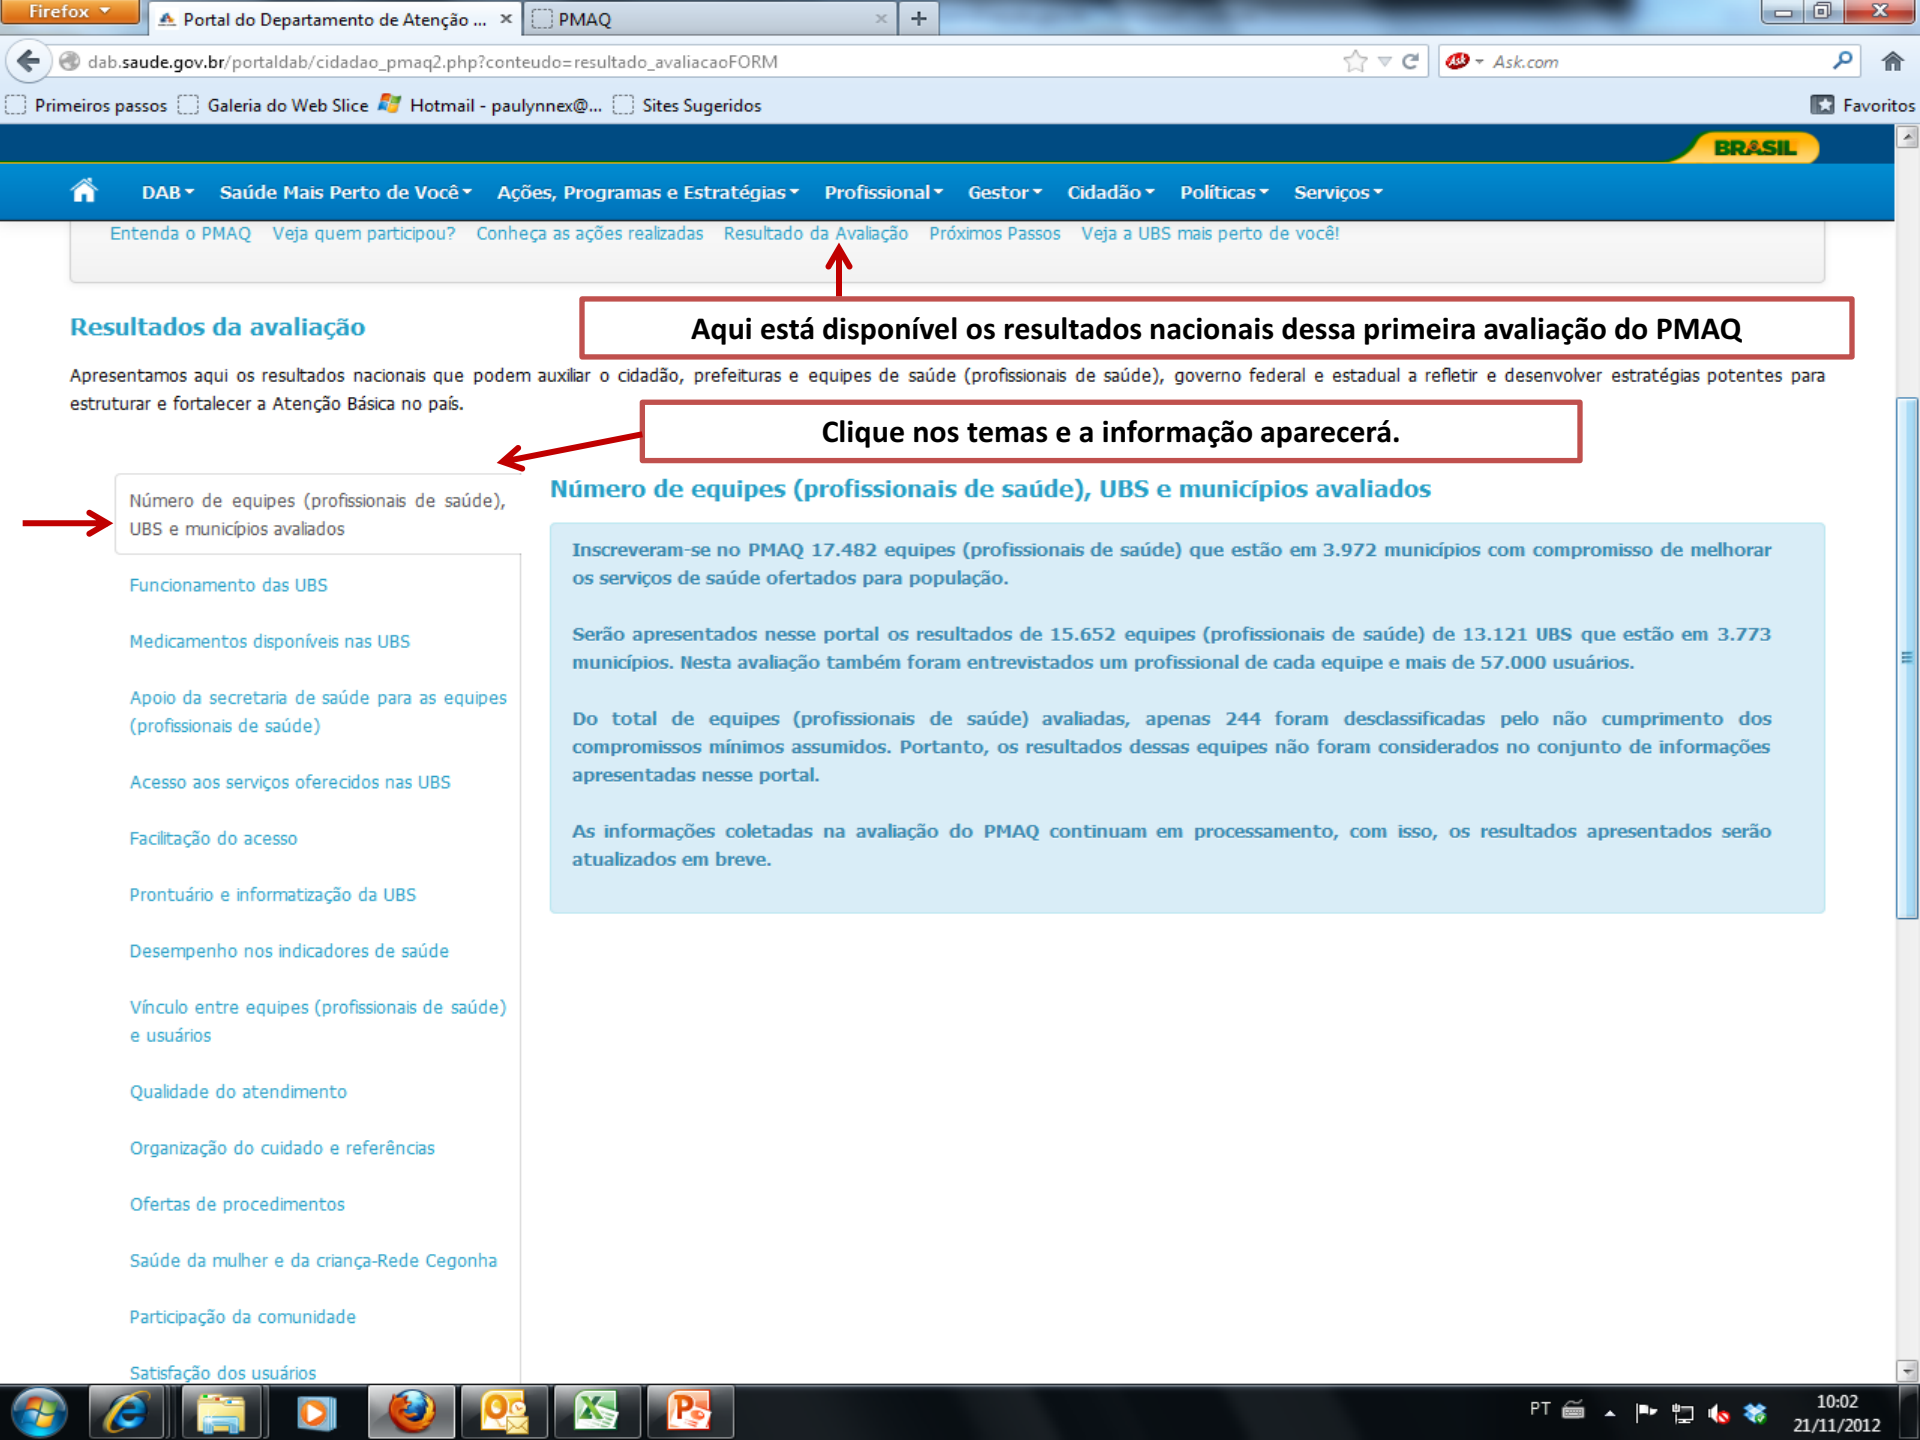 Firefox
Portal do Departamento de Atenção ...
PMAQ
dab.saude.gov.br/portaldab/cidadao_pmaq2.php?conteudo=resultado_avaliacaoFORM
Ask.com
Primeiros passos
Galeria do Web Slice
Hotmail - paulynnex@...
Sites Sugeridos
Favoritos
BRASIL
DAB
Saúde Mais Perto de Você
Ações, Programas e Estratégias
Profissional
Gestor
Cidadão
Políticas
Serviços
Entenda o PMAQ
Veja quem participou?
Conheça as ações realizadas
Resultado da Avaliação
Próximos Passos
Veja a UBS mais perto de você!
Aqui está disponível os resultados nacionais dessa primeira avaliação do PMAQ
Resultados da avaliação
Apresentamos aqui os resultados nacionais que podem auxiliar o cidadão, prefeituras e equipes de saúde (profissionais de saúde), governo federal e estadual a refletir e desenvolver estratégias potentes para
estruturar e fortalecer a Atenção Básica no país.
Clique nos temas e a informação aparecerá.
Número de equipes (profissionais de saúde),
UBS e municípios avaliados
Funcionamento das UBS
Medicamentos disponíveis nas UBS
Apoio da secretaria de saúde para as equipes
(profissionais de saúde)
Acesso aos serviços oferecidos nas UBS
Facilitação do acesso
Prontuário e informatização da UBS
Desempenho nos indicadores de saúde
Vínculo entre equipes (profissionais de saúde)
e usuários
Qualidade do atendimento
Organização do cuidado e referências
Ofertas de procedimentos
Saúde da mulher e da criança-Rede Cegonha
Participação da comunidade
Satisfação dos usuários
Número de equipes (profissionais de saúde), UBS e municípios avaliados
Inscreveram-se no PMAQ 17.482 equipes (profissionais de saúde) que estão em 3.972 municípios com compromisso de melhorar
os serviços de saúde ofertados para população.
Serão apresentados nesse portal os resultados de 15.652 equipes (profissionais de saúde) de 13.121 UBS que estão em 3.773
municípios. Nesta avaliação também foram entrevistados um profissional de cada equipe e mais de 57.000 usuários.
Do total de equipes (profissionais de saúde) avaliadas, apenas 244 foram desclassificadas pelo não cumprimento dos
compromissos mínimos assumidos. Portanto, os resultados dessas equipes não foram considerados no conjunto de informações
apresentadas nesse portal.
As informações coletadas na avaliação do PMAQ continuam em processamento, com isso, os resultados apresentados serão
atualizados em breve.
PT
10:02
21/11/2012